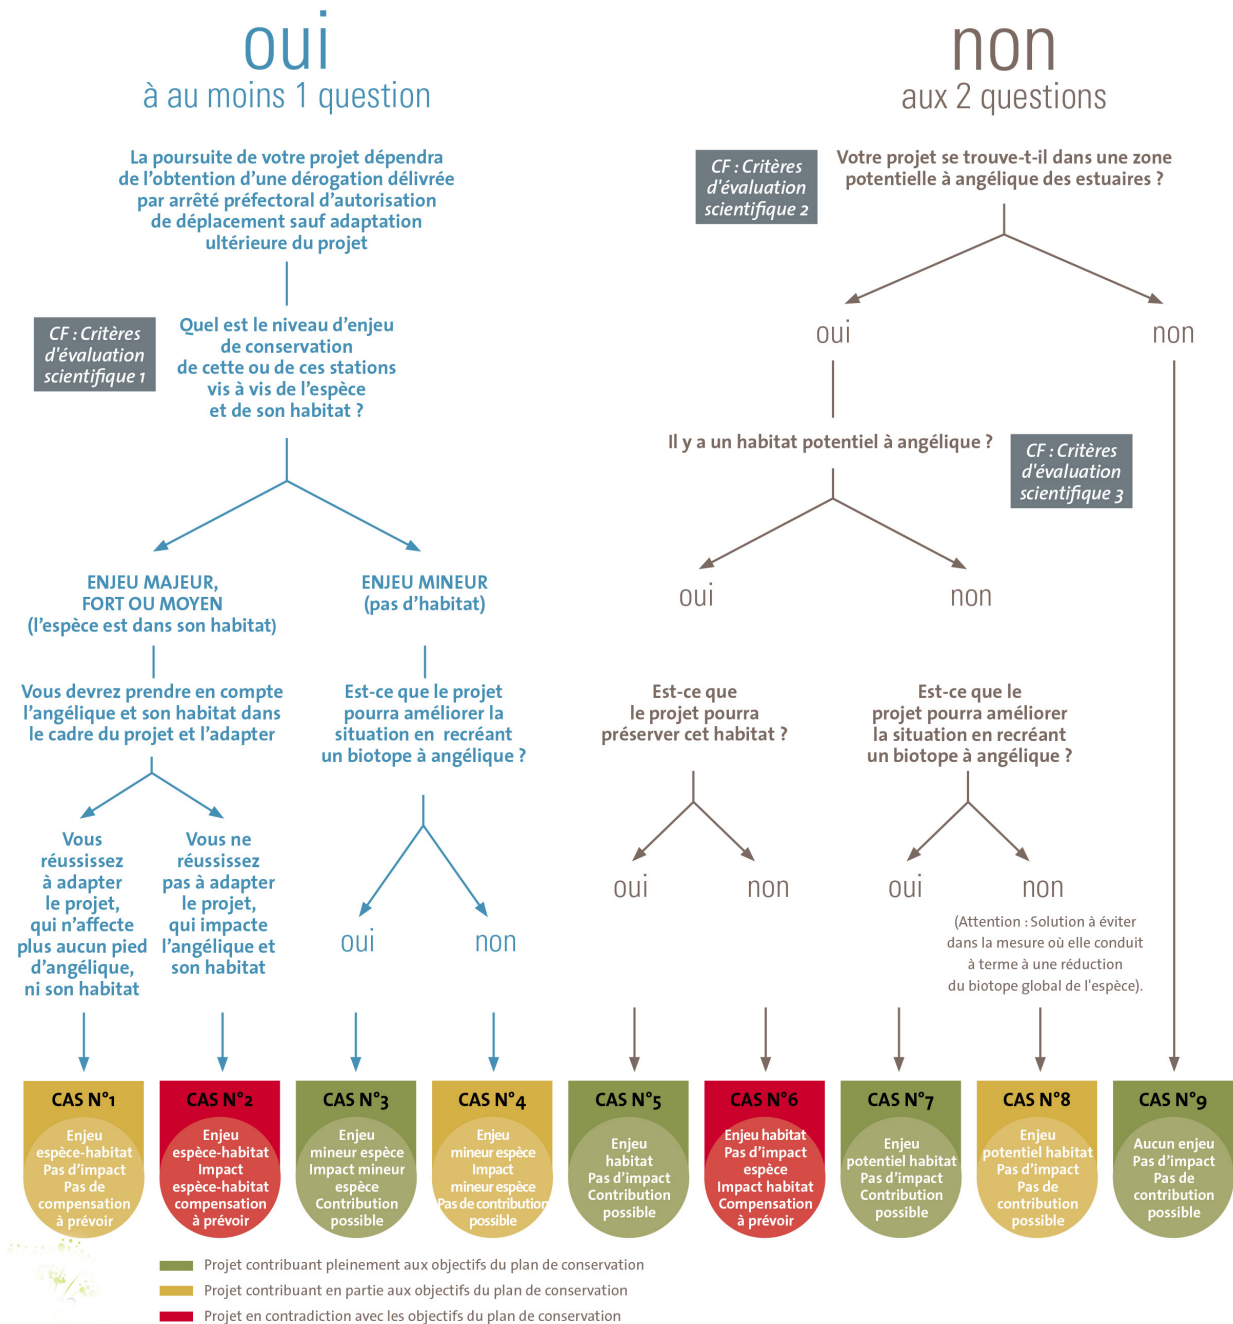 oui
à au moins 1 question
La poursuite de votre projet dépendra
de l'obtention d'une dérogation délivrée
par arrêté préfectoral d'autorisation
de déplacement sauf adaptation
ultérieure du projet
CF : Critères
d'évaluation
scientifique 1
Quel est le niveau d'enjeu
de conservation
de cette ou de ces stations
vis à vis de l'espèce
et de son habitat ?
ENJEU MAJEUR,
FORT OU MOYEN
(l'espèce est dans son habitat)
ENJEU MINEUR
(pas d'habitat)
Vous devrez prendre en compte
l'angélique et son habitat dans
le cadre du projet et l'adapter
Est-ce que le projet
pourra améliorer la
situation en recréant
un biotope à angélique ?
Vous
réussissez
à adapter
le projet,
qui n'affecte
plus aucun pied
d'angélique,
ni son habitat
Vous ne
réussissez
pas à adapter
le projet,
qui impacte
l'angélique et
son habitat
oui
non
non
aux 2 questions
CF : Critères
d'évaluation
scientifique 2
Votre projet se trouve-t-il dans une zone
potentielle à angélique des estuaires ?
oui
non
Il y a un habitat potentiel à angélique ?
CF : Critères
d'évaluation
scientifique 3
oui
non
Est-ce que
le projet pourra
préserver cet habitat ?
Est-ce que le
projet pourra améliorer
la situation en recréant
un biotope à angélique ?
oui
non
oui
non
(Attention : Solution à éviter
dans la mesure où elle conduit
à terme à une réduction
du biotope global de l'espèce).
CAS N°1
Enjeu
espèce-habitat
Pas d'impact
Pas de
compensation
à prévoir
CAS N°2
Enjeu
espèce-habitat
Impact
espèce-habitat
compensation
à prévoir
CAS N°3
Enjeu
mineur espèce
Impact mineur
espèce
Contribution
possible
CAS N°4
Enjeu
mineur espèce
Impact
mineur espèce
Pas de contribution
possible
CAS N°5
Enjeu
habitat
Pas d'impact
Contribution
possible
CAS N°6
Enjeu habitat
Pas d'impact
espèce
Impact habitat
Compensation
à prévoir
CAS N°7
Enjeu
potentiel habitat
Pas d'impact
Contribution
possible
CAS N°8
Enjeu
potentiel habitat
Pas d'impact
Pas de
contribution
possible
CAS N°9
Aucun enjeu
Pas d'impact
Pas de
contribution
possible
Projet contribuant pleinement aux objectifs du plan de conservation
Projet contribuant en partie aux objectifs du plan de conservation
Projet en contradiction avec les objectifs du plan de conservation